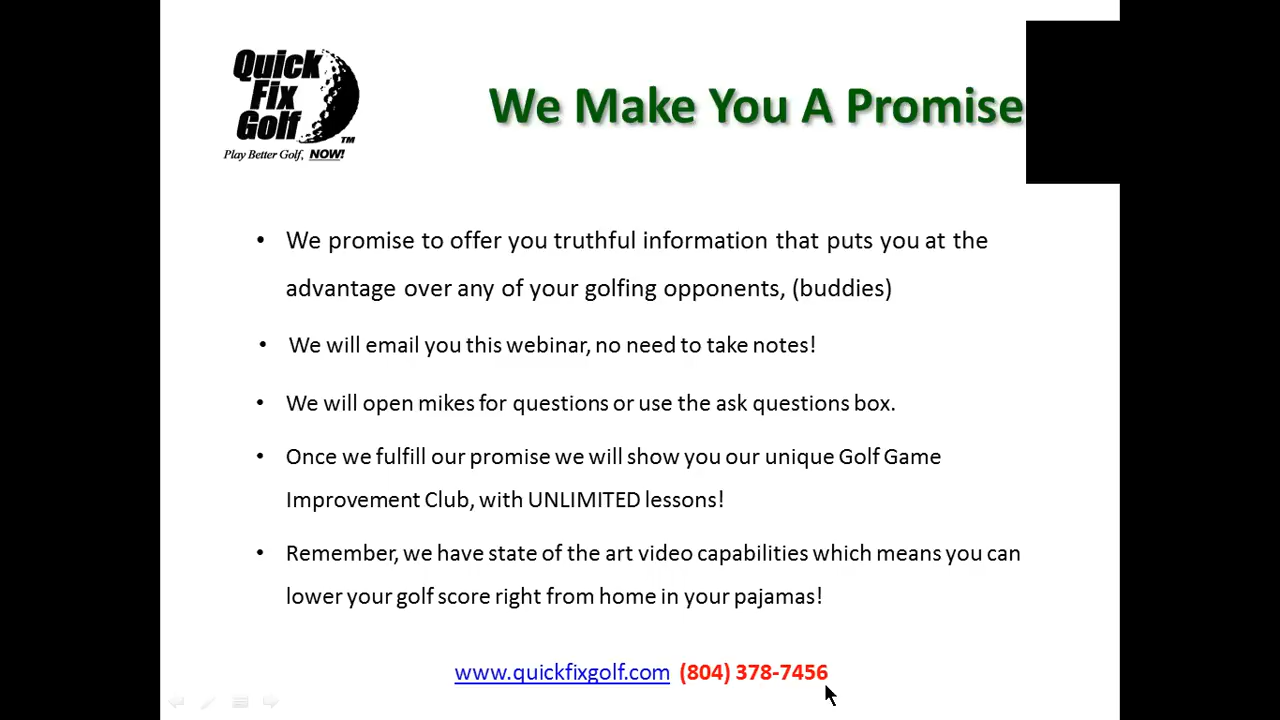 Quick
Fix
Golf
TM
Play Better Golf, NOW!
We Make You A Promise
• We promise to offer you truthful information that puts you at the
advantage over any of your golfing opponents, (buddies)
• We will email you this webinar, no need to take notes!
• We will open mikes for questions or use the ask questions box.
• Once we fulfill our promise we will show you our unique Golf Game
Improvement Club, with UNLIMITED lessons!
• Remember, we have state of the art video capabilities which means you can
lower your golf score right from home in your pajamas!
www.quickfixgolf.com (804) 378-7456